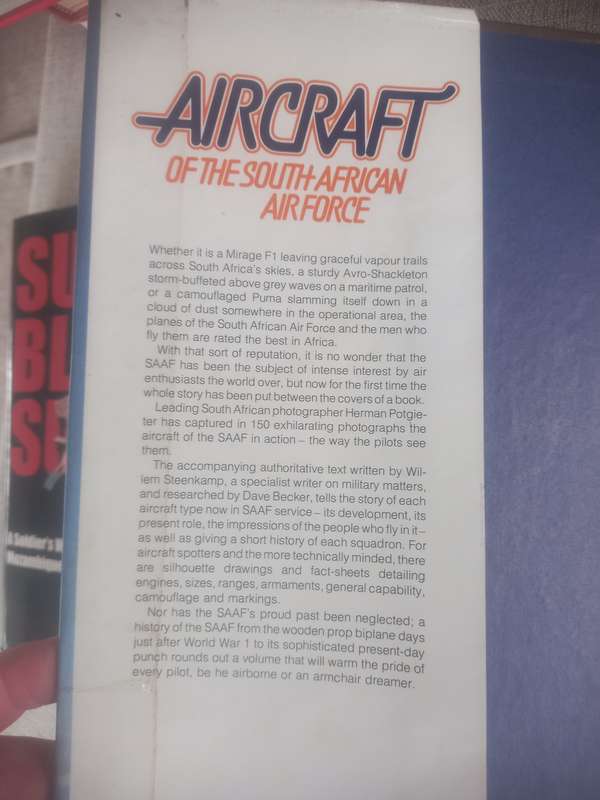 AIRCRAFT
OF THE SOUTH AFRICAN
AIR FORCE
Whether it is a Mirage F1 leaving graceful vapour trails
across South Africa's skies, a sturdy Avro-Shackleton
storm-buffeted above grey waves on a maritime patrol,
or a camouflaged Puma slamming itself down in a
cloud of dust somewhere in the operational area, the
planes of the South African Air Force and the men who
fly them are rated the best in Africa.
With that sort of reputation, it is no wonder that the
SAAF has been the subject of intense interest by air
enthusiasts the world over, but now for the first time the
whole story has been put between the covers of a book.
Leading South African photographer Herman Potgie-
ter has captured in 150 exhilarating photographs the
aircraft of the SAAF in action – the way the pilots see
them.
The accompanying authoritative text written by Wil-
lem Steenkamp, a specialist writer on military matters,
and researched by Dave Becker, tells the story of each
aircraft type now in SAAF service – its development, its
present role, the impressions of the people who fly in it –
as well as giving a short history of each squadron. For
aircraft spotters and the more technically minded, there
are silhouette drawings and fact-sheets detailing
engines, sizes, ranges, armaments, general capability,
camouflage and markings.
Nor has the SAAF's proud past been neglected; a
history of the SAAF from the wooden prop biplane days
just after World War 1 to its sophisticated present-day
punch rounds out a volume that will warm the pride of
every pilot, be he airborne or an armchair dreamer.
A Soldier's